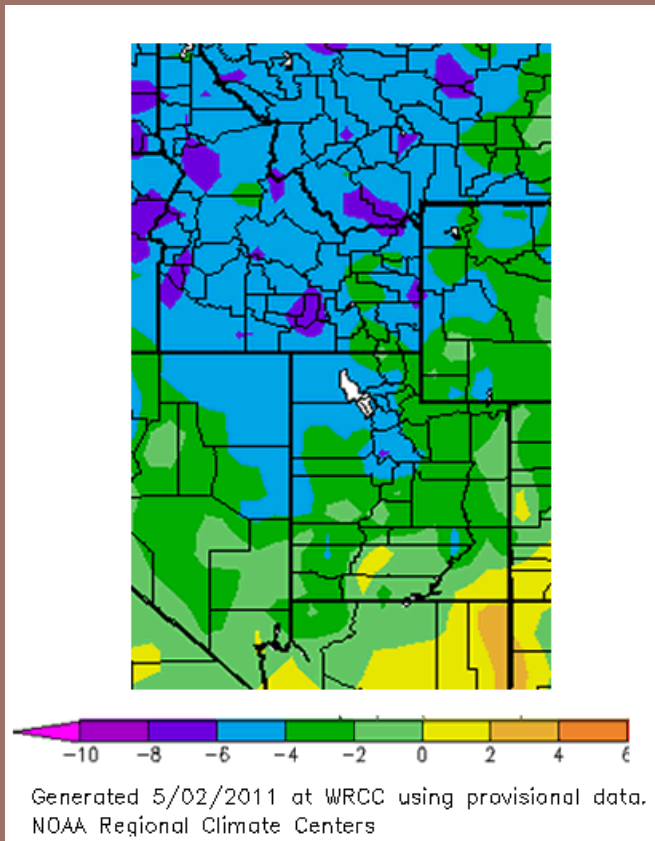 -10 -8 -6 -4 -2 0 2 4 6
Generated 5/02/2011 at WRCC using provisional data.
NOAA Regional Climate Centers